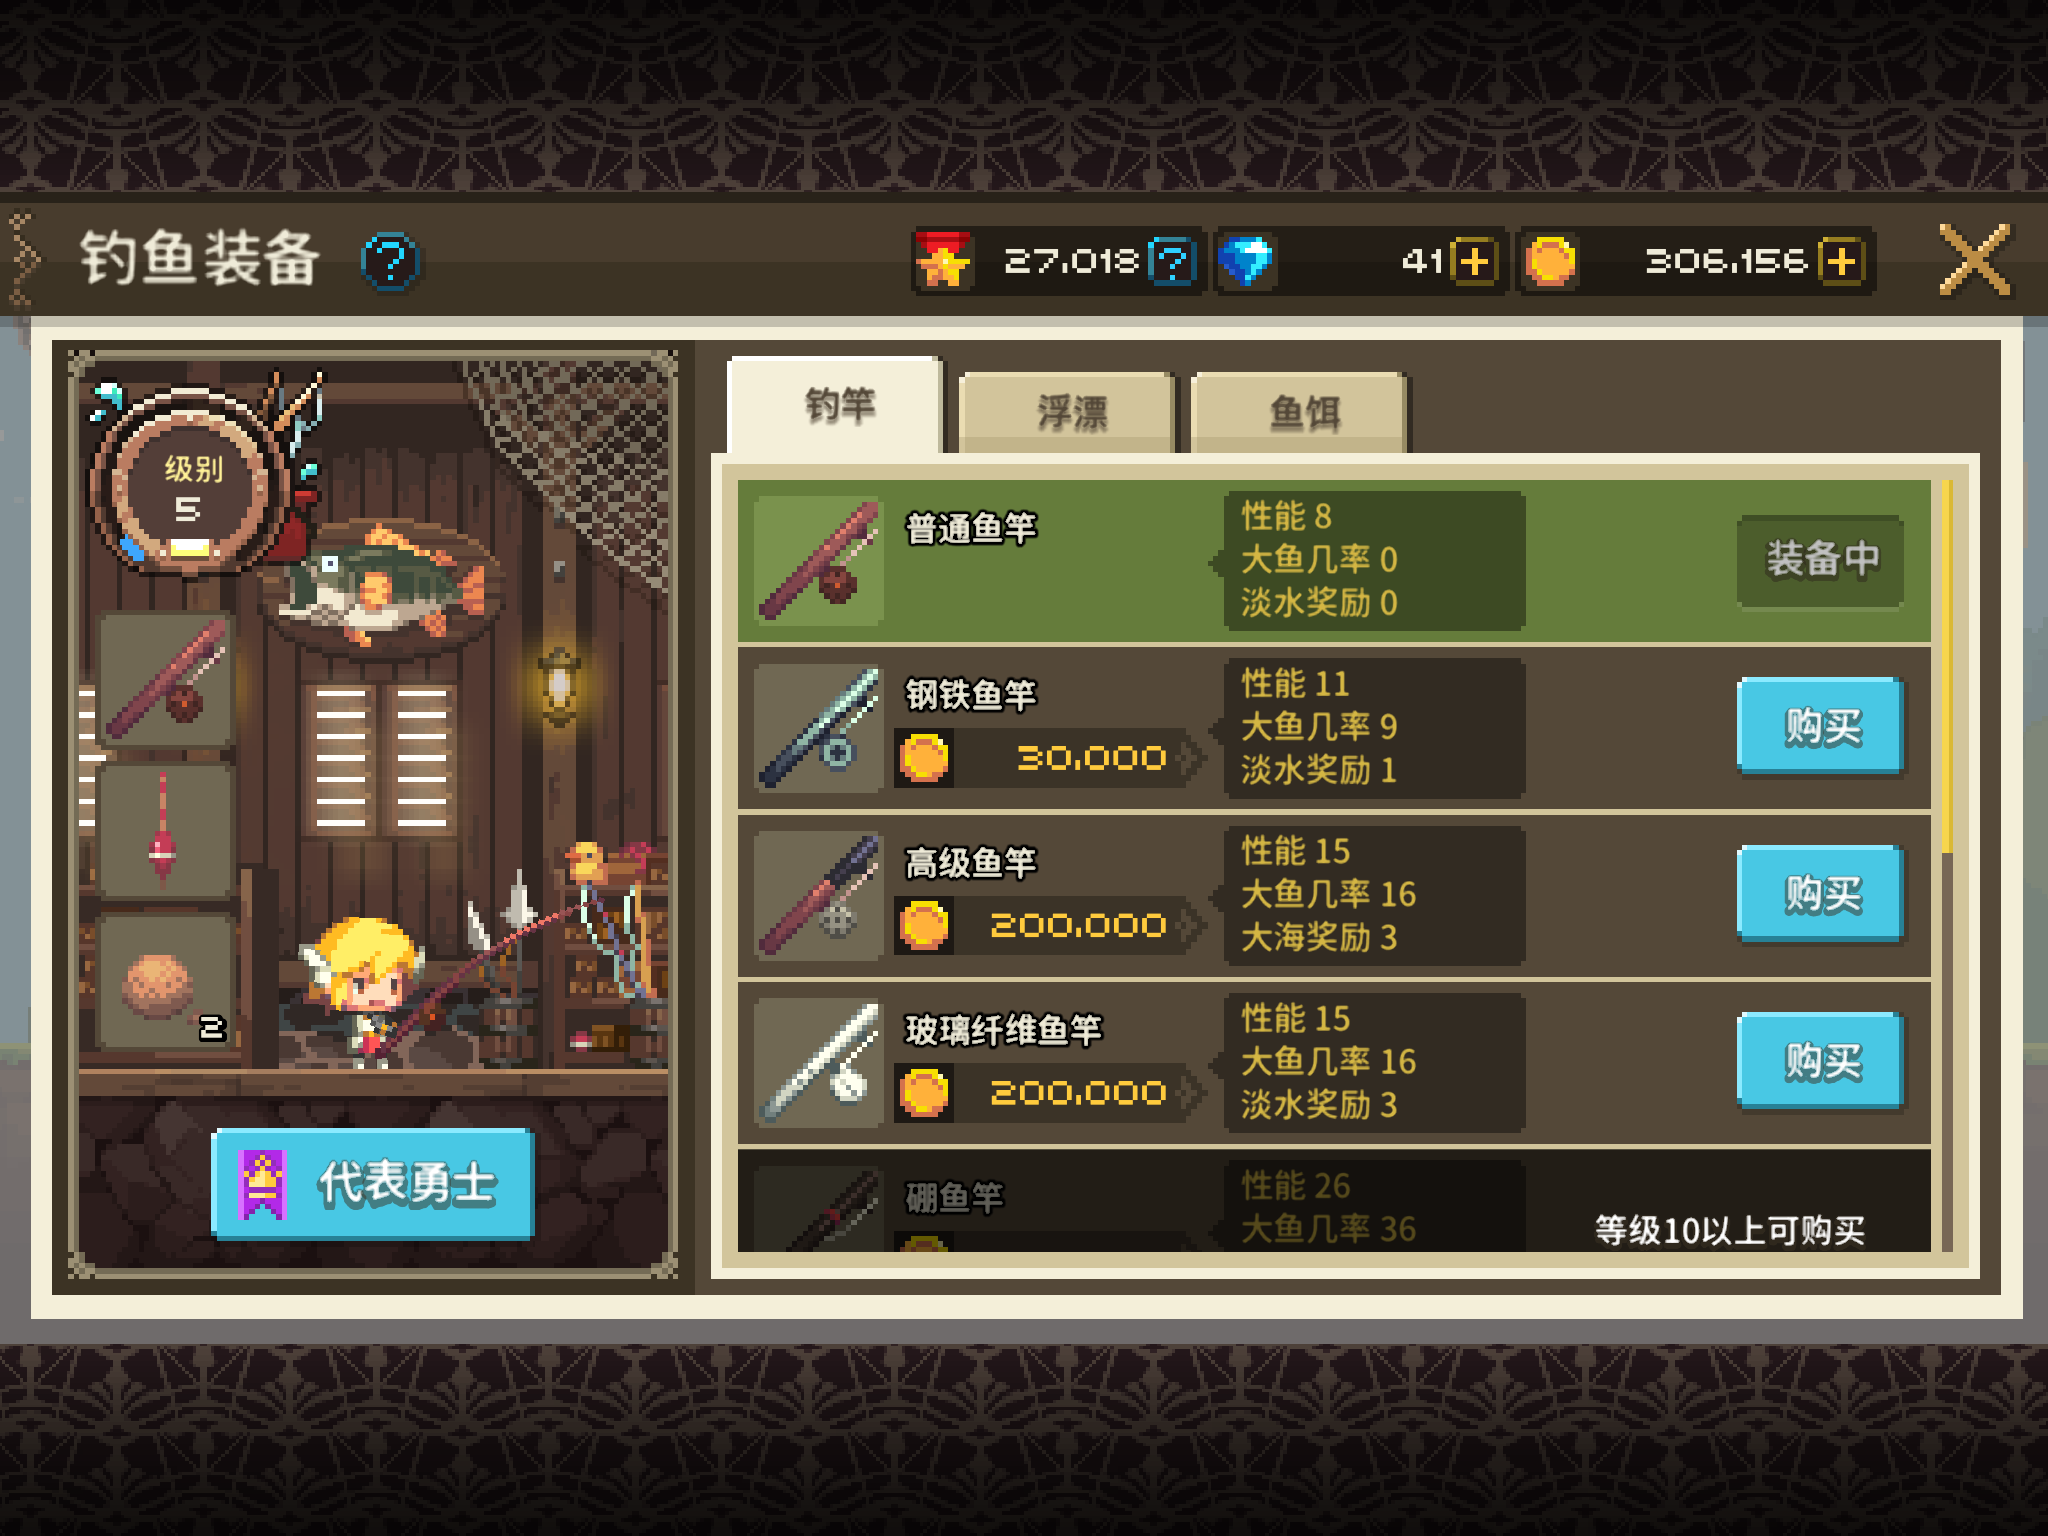 钓鱼装备
27.018
41
306.156
级别
5
2
代表勇士
钓竿
浮漂
鱼饵
普通鱼竿
性能 8
大鱼几率 0
淡水奖励 0
装备中
钢铁鱼竿
30.000
性能 11
大鱼几率 9
淡水奖励 1
购买
高级鱼竿
200.000
性能 15
大鱼几率 16
大海奖励 3
购买
玻璃纤维鱼竿
200.000
性能 15
大鱼几率 16
淡水奖励 3
购买
硼鱼竿
性能 26
大鱼几率 36
等级10以上可购买